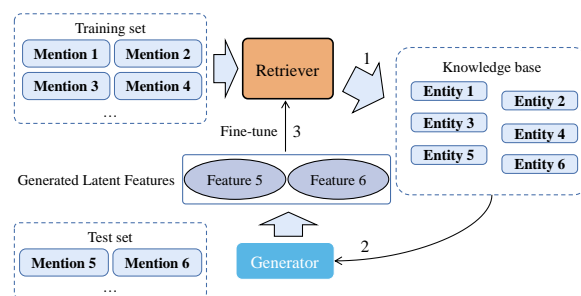 Training set
Mention 1 Mention 2
Mention 3 Mention 4
…
Retriever
1
Knowledge base
Entity 1
Entity 2
Entity 3
Entity 4
Entity 5
Entity 6
Fine-tune 3
Generated Latent Features
Feature 5 Feature 6
Test set
Mention 5 Mention 6
…
Generator
2